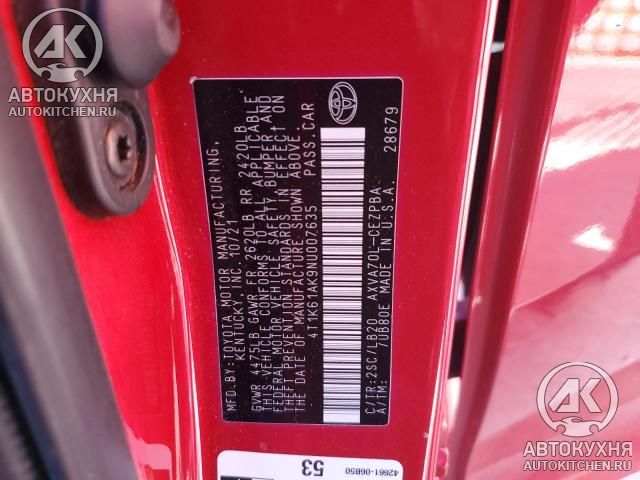 АВТОКУХНЯ
AUTOKITCHEN.RU
MFD.BY: TOYOTA MOTOR MANUFACTURING,
KENTUCKY, INC. 10/21
GVWR 4475LB GAWR FR 2620LB RR 2420LB
THIS VEHICLE CONFORMS TO ALL APPLICABLE
FEDERAL MOTOR VEHICLE SAFETY, BUMPER AND
THEFT PREVENTION STANDARDS IN EFFECT ON
THE DATE OF MANUFACTURE SHOWN ABOVE.
4T1K61AK9NU007635 PASS.CAR
C/TR:2SC/LB20 AXVA70L-CEZPBA
A/TM: /UB80E MADE IN U.S.A. 28679
53
42661-06B50
АВТОКУХНЯ
AUTOKITCHEN.RU